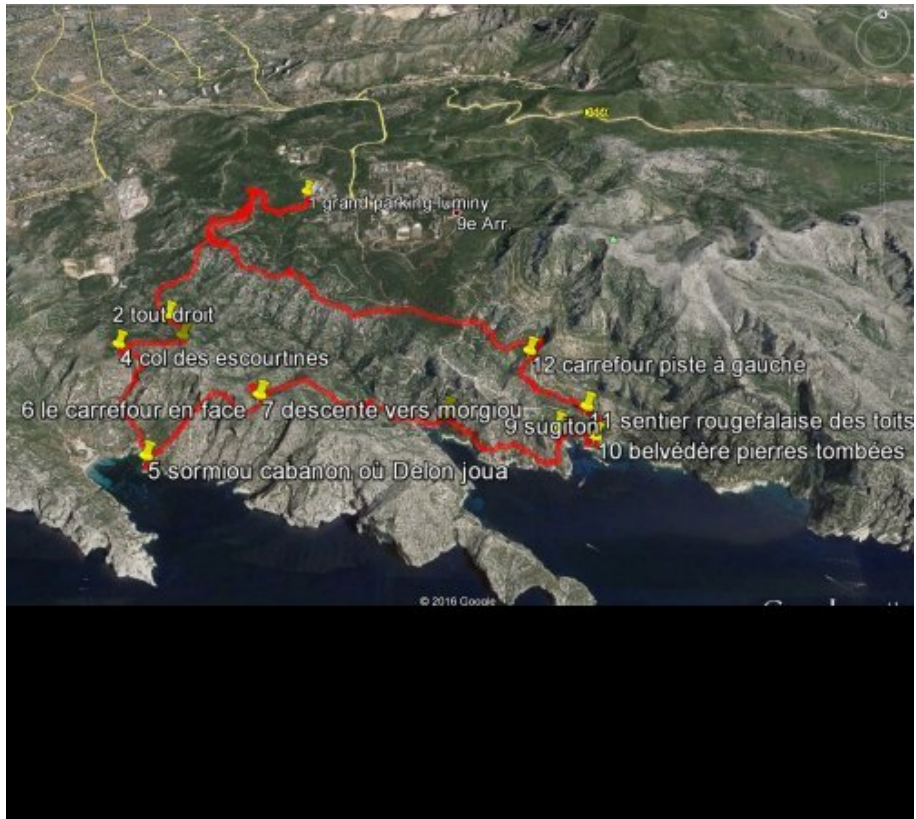 1 grand parking luminy
9e Arr.
2 tout droit
4 col des escourtines
12 carrefour piste à gauche
6 le carrefour en face
7 descente vers morgiou
9 sugiton
11 sentier rougefalaise des toits
10 belvédère pierres tombées
5 sormiou cabanon où Delon joua
© 2016 Google